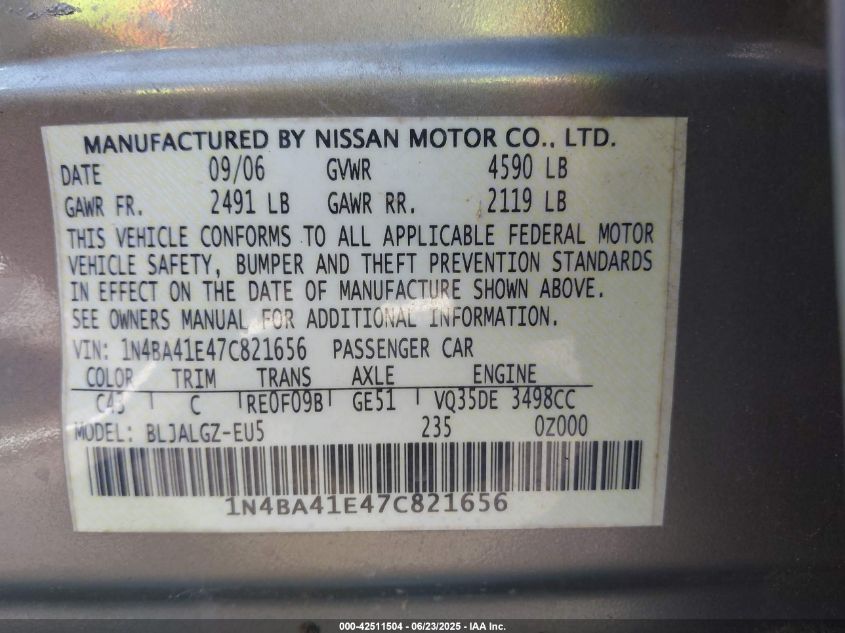 MANUFACTURED BY NISSAN MOTOR CO., LTD.
DATE 09/06 GVWR 4590 LB
GAWR FR. 2491 LB GAWR RR. 2119 LB
THIS VEHICLE CONFORMS TO ALL APPLICABLE FEDERAL MOTOR
VEHICLE SAFETY, BUMPER AND THEFT PREVENTION STANDARDS
IN EFFECT ON THE DATE OF MANUFACTURE SHOWN ABOVE.
SEE OWNERS MANUAL FOR ADDITIONAL INFORMATION.
VIN: 1N4BA41E47C821656 PASSENGER CAR
COLOR TRIM TRANS AXLE ENGINE
C43 C RE0F09B GE51 VQ35DE 3498CC
MODEL: BLJALGZ-EU5 235 0Z000
1N4BA41E47C821656
000-42511504 - 06/23/2025 - IAA Inc.